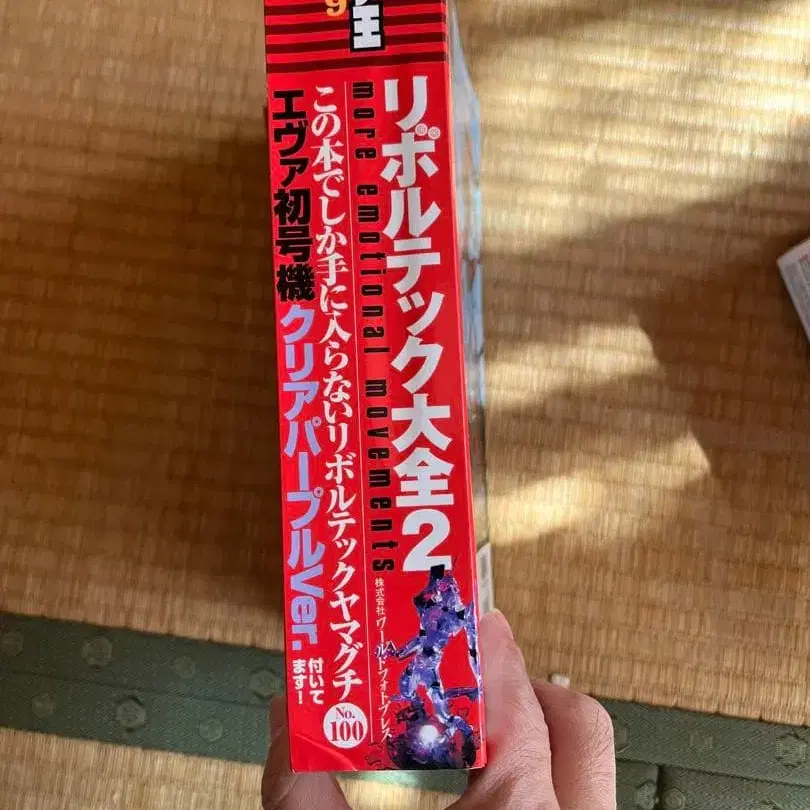 9
王
リボルテック大全2
more emotional movements
株式会社ワールドフォトプレス
この本でしか手に入らないリボルテックヤマグチ
No.
100
エヴァ初号機クリアパープルVer.
付いて
ます!